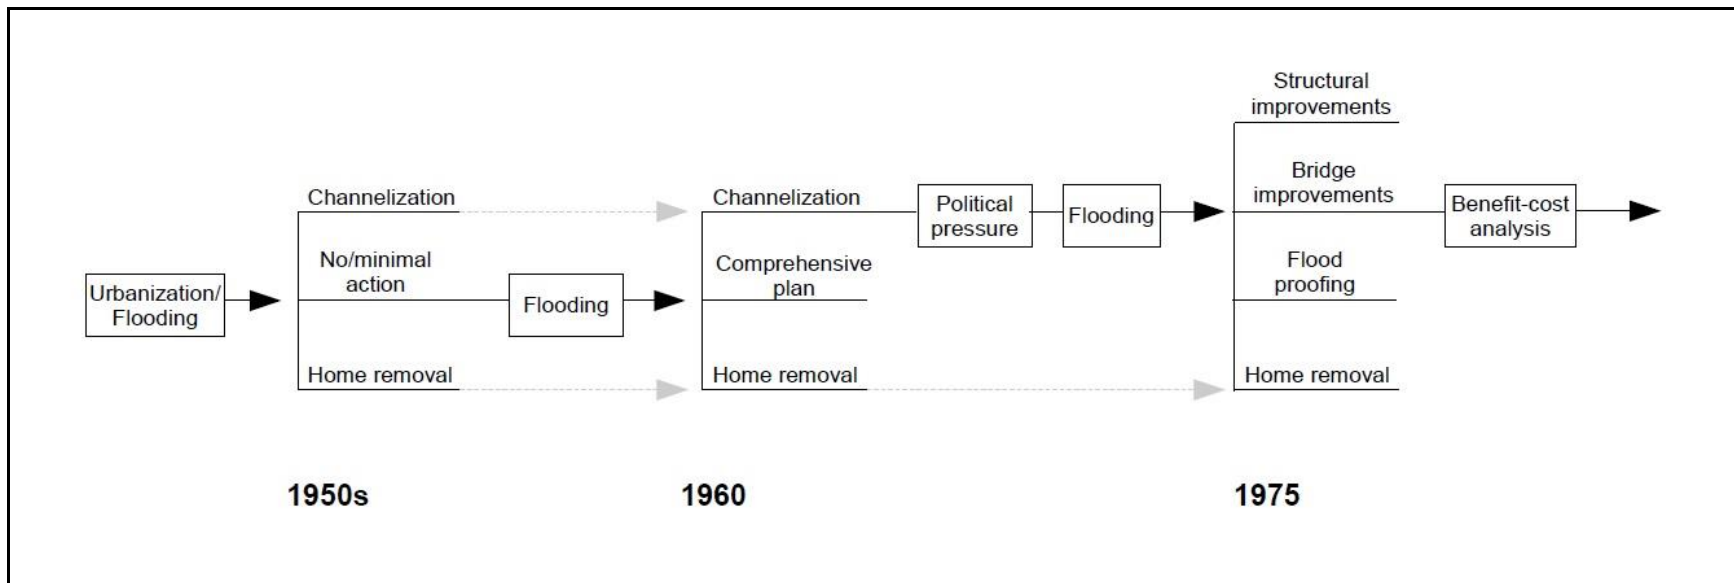 Urbanization/
Flooding
Channelization
No/minimal
action
Home removal
Flooding
Channelization
Comprehensive
plan
Home removal
Political
pressure
Flooding
Structural
improvements
Bridge
improvements
Flood
proofing
Home removal
Benefit-cost
analysis
1950s
1960
1975